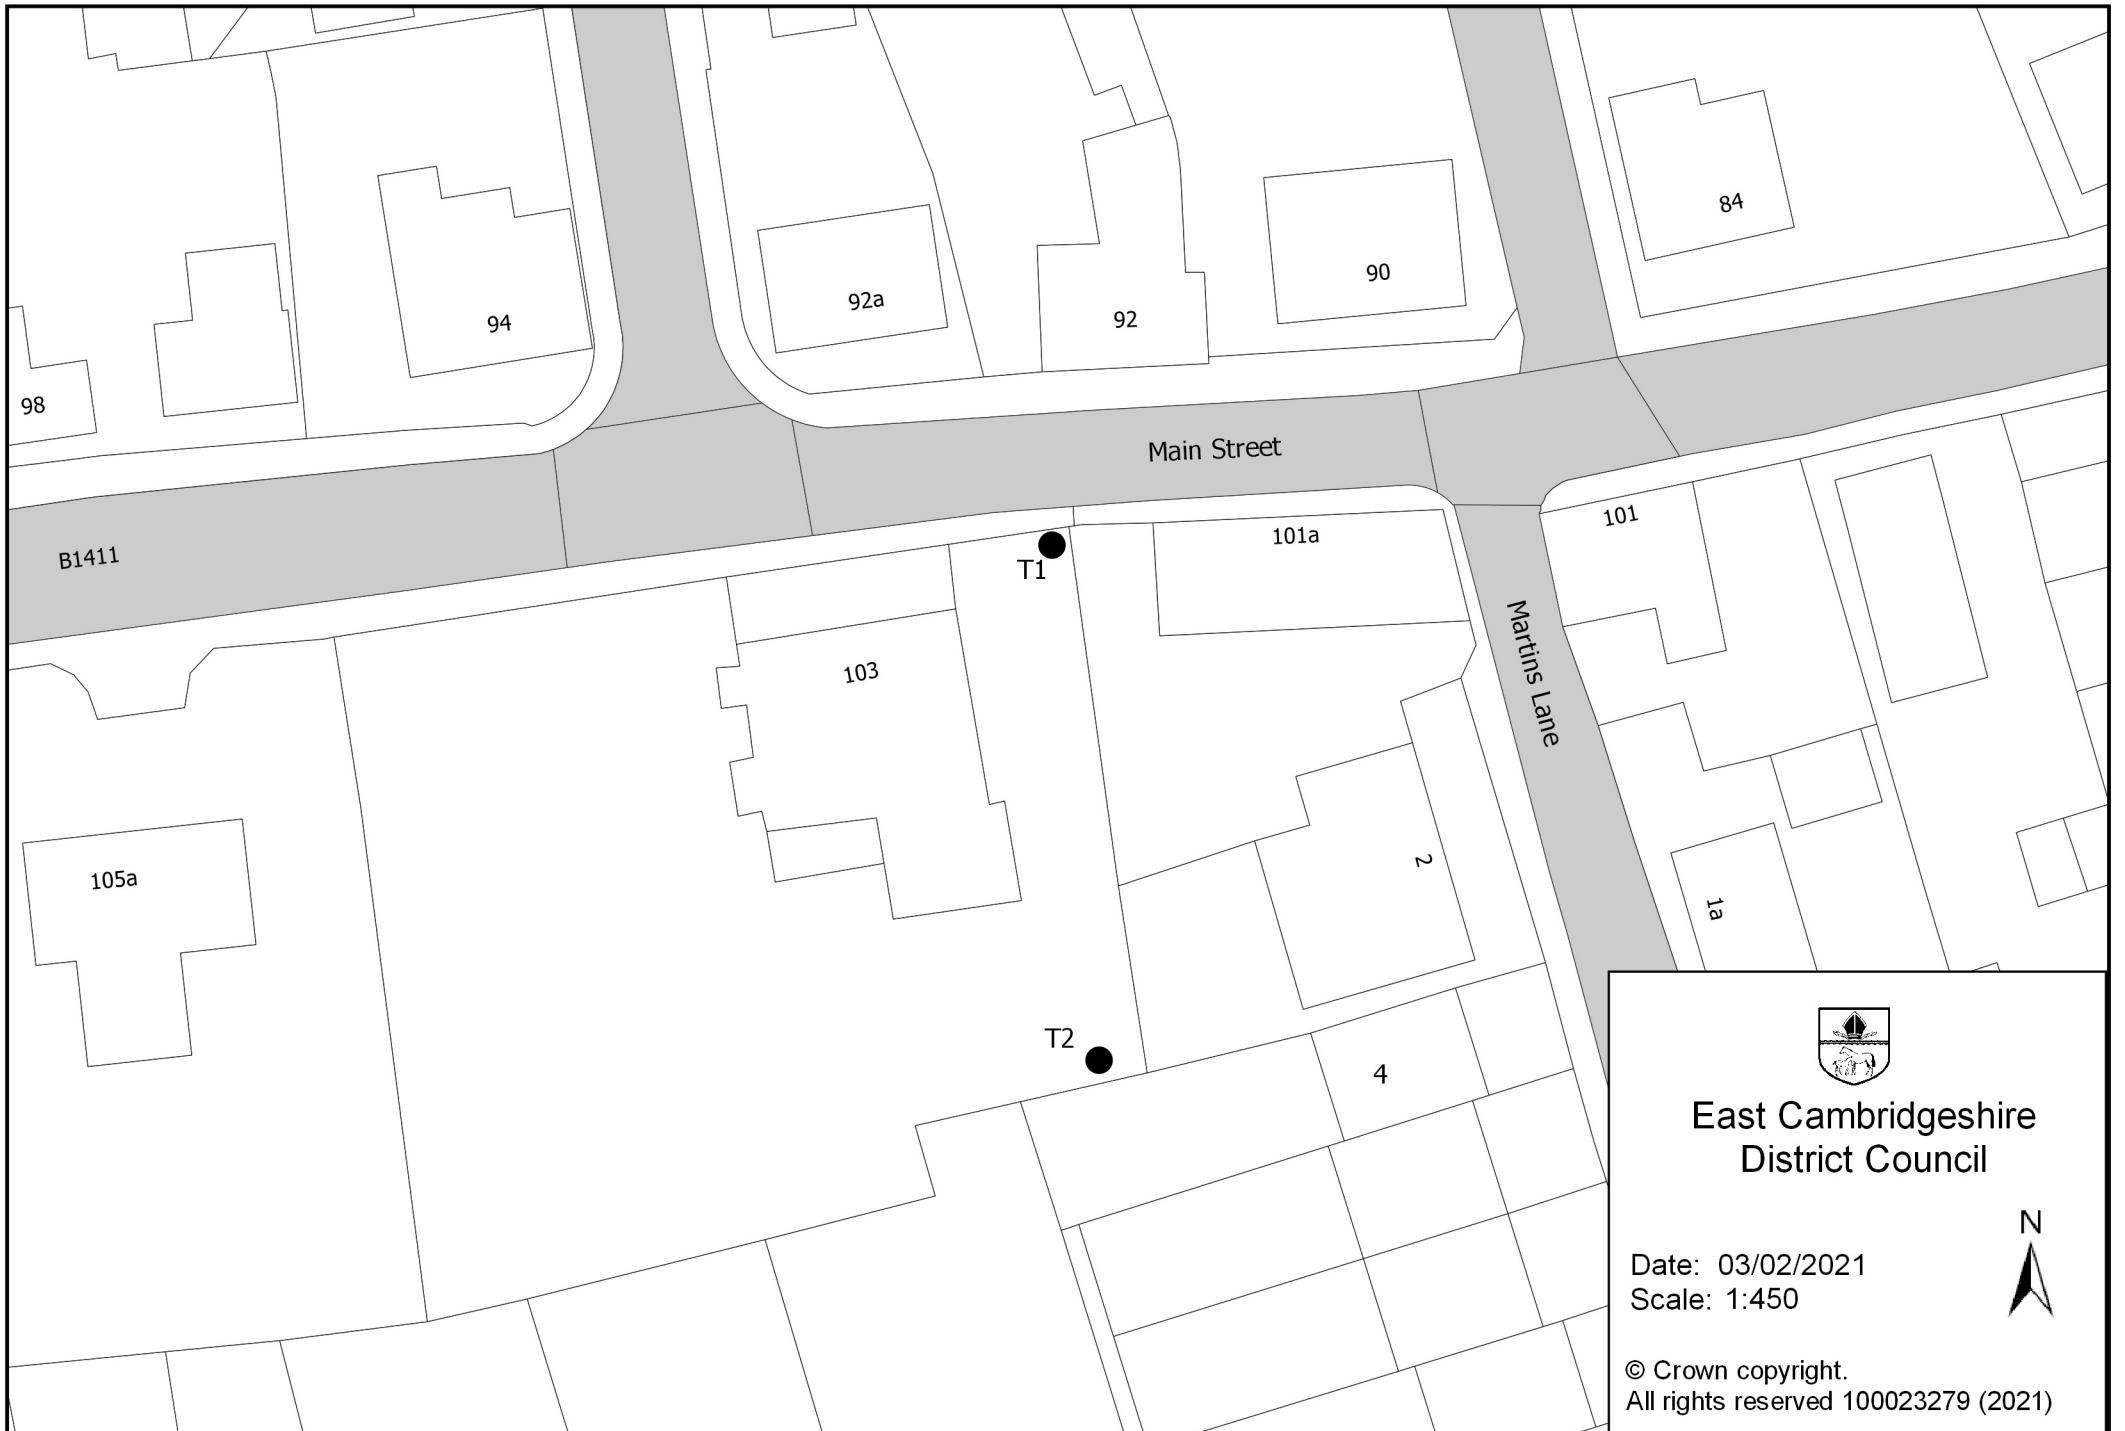 84
90
92a
92
94
98
Main Street
101
101a
B1411
T1
103
Martins Lane
2
105a
1a
T2
4
East Cambridgeshire
District Council
N
Date: 03/02/2021
Scale: 1:450
© Crown copyright.
All rights reserved 100023279 (2021)